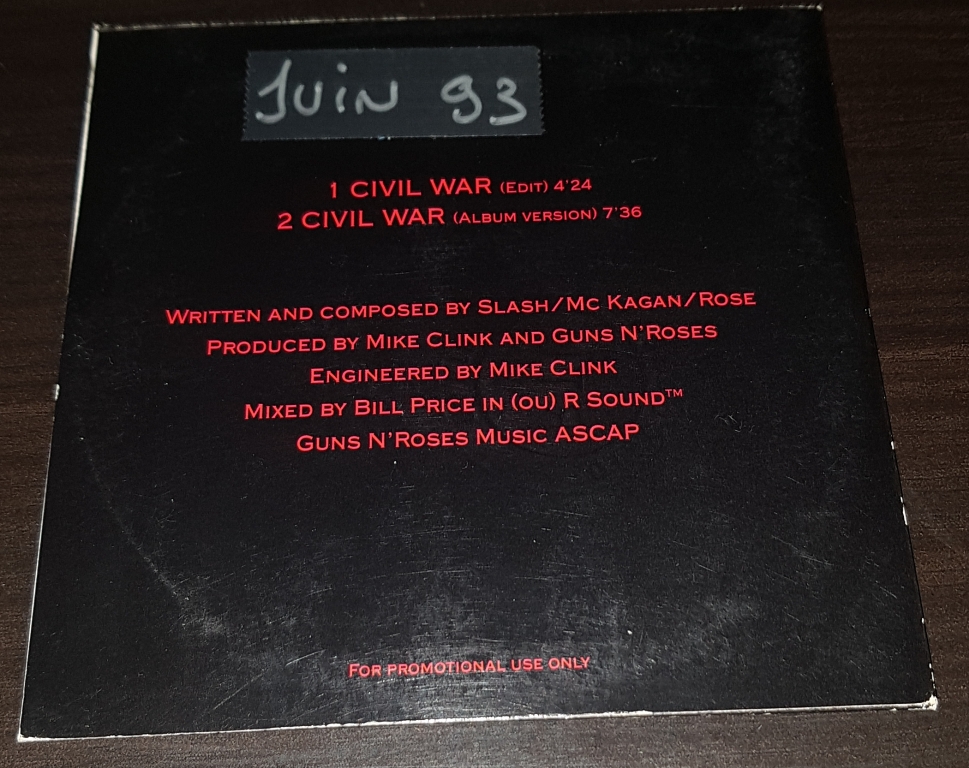 Juin 93
1 CIVIL WAR (EDIT) 4'24
2 CIVIL WAR (ALBUM VERSION) 7'36
WRITTEN AND COMPOSED BY SLASH/MC KAGAN/ROSE
PRODUCED BY MIKE CLINK AND GUNS N'ROSES
ENGINEERED BY MIKE CLINK
MIXED BY BILL PRICE IN (OU) R SOUND™
GUNS N'ROSES MUSIC ASCAP
FOR PROMOTIONAL USE ONLY